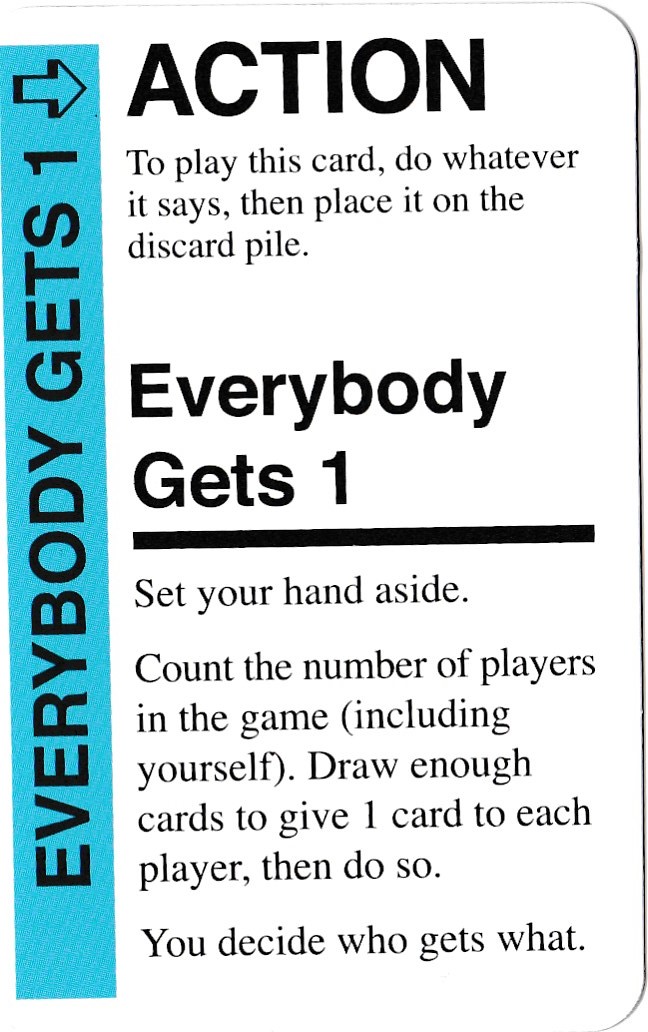 EVERYBODY GETS 1
ACTION
To play this card, do whatever
it says, then place it on the
discard pile.
Everybody
Gets 1
Set your hand aside.
Count the number of players
in the game (including
yourself). Draw enough
cards to give 1 card to each
player, then do so.
You decide who gets what.